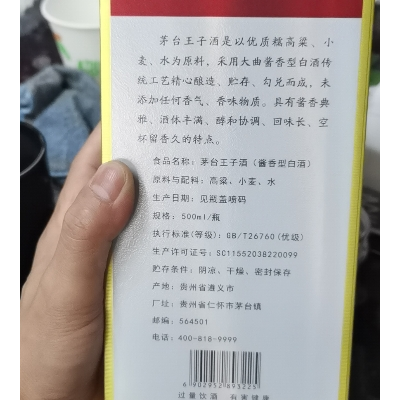 茅台王子酒是以优质糯高粱、小
麦、水为原料，采用大曲酱香型白酒传
统工艺精心酿造、贮存、勾兑而成，未
添加任何香气、香味物质。具有酱香典
雅、酒体丰满、醇和协调、回味长、空
杯留香久的特点。
食品名称：茅台王子酒（酱香型白酒）
原料与配料：高粱、小麦、水
生产日期：见瓶盖喷码
规格：500ml/瓶
执行标准(等级)：GB/T26760(优级)
生产许可证号：SC11552038220099
贮存条件：阴凉、干燥、密封保存
产地：贵州省遵义市
厂址：贵州省仁怀市茅台镇
邮编：564501
电话：400-818-9999
6 902952 893225
过量饮酒 有害健康